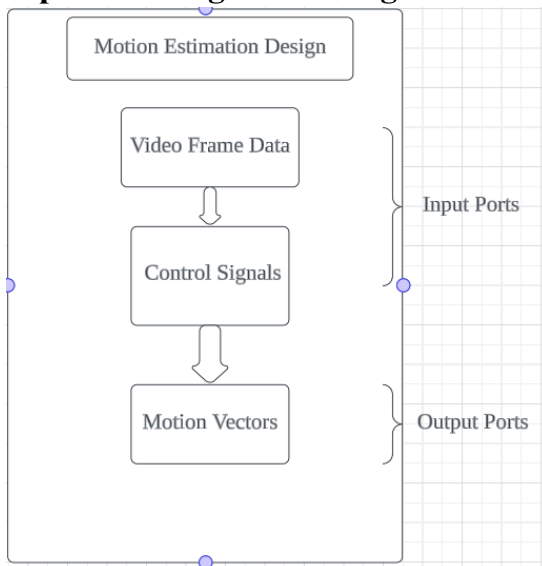 Motion Estimation Design
Video Frame Data
Input Ports
Control Signals
Motion Vectors
Output Ports